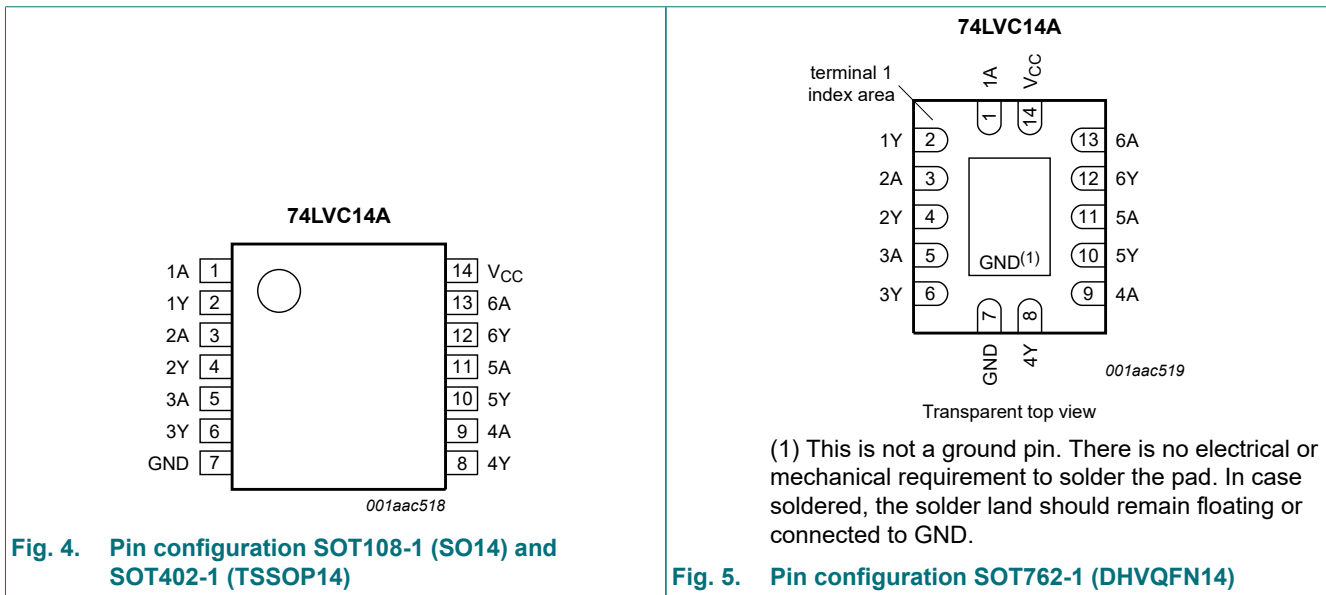 74LVC14A
1A 1
1Y 2
2A 3
2Y 4
3A 5
3Y 6
GND 7
14 VCC
13 6A
12 6Y
11 5A
10 5Y
9 4A
8 4Y
001aac518
Fig. 4. Pin configuration SOT108-1 (SO14) and
SOT402-1 (TSSOP14)
74LVC14A
terminal 1
index area
1A
VCC
1
14
1Y 2
2A 3
2Y 4
3A 5
3Y 6
13 6A
12 6Y
11 5A
10 5Y
9 4A
GND(1)
7
8
GND
4Y
001aac519
Transparent top view
(1) This is not a ground pin. There is no electrical or
mechanical requirement to solder the pad. In case
soldered, the solder land should remain floating or
connected to GND.
Fig. 5. Pin configuration SOT762-1 (DHVQFN14)